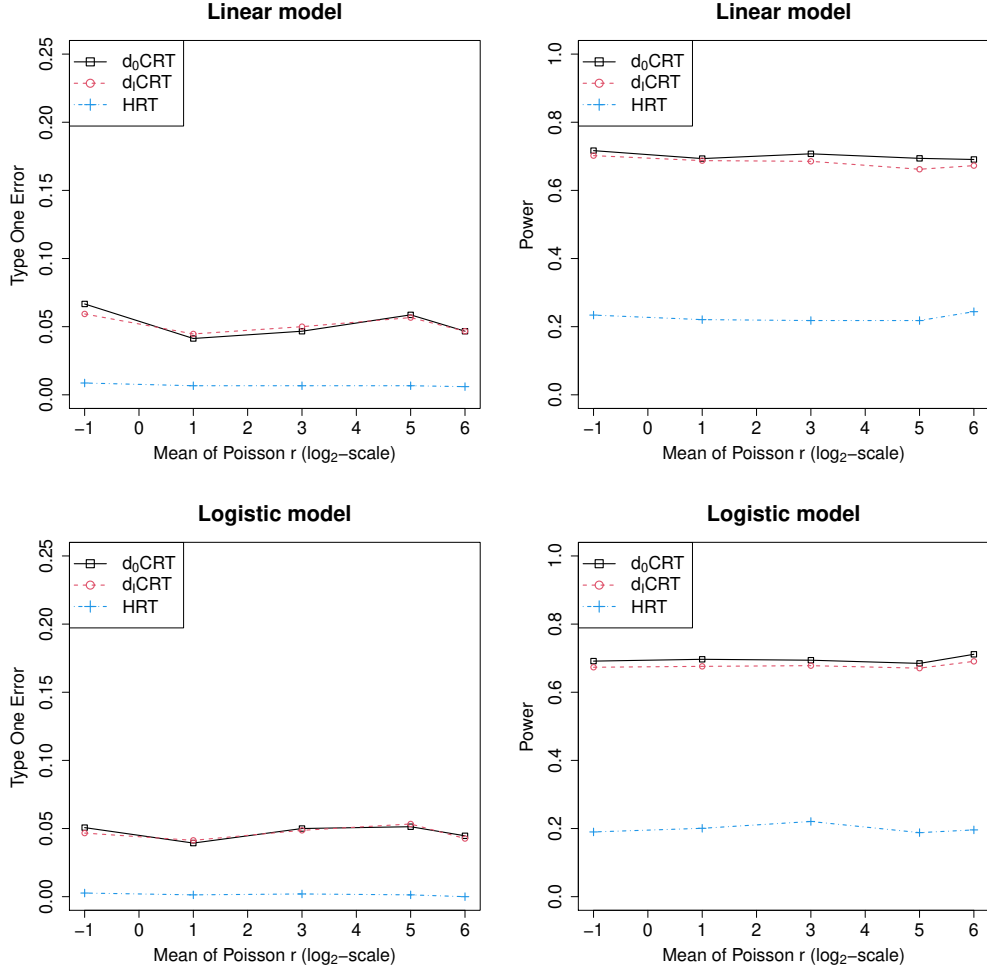 Linear model
Type One Error
0.25
0.20
0.15
0.10
0.05
0.00
d₀CRT
dᵢCRT
HRT
−1 0 1 2 3 4 5 6
Mean of Poisson r (log₂−scale)
Linear model
Power
1.0
0.8
0.6
0.4
0.2
0.0
d₀CRT
dᵢCRT
HRT
−1 0 1 2 3 4 5 6
Mean of Poisson r (log₂−scale)
Logistic model
Type One Error
0.25
0.20
0.15
0.10
0.05
0.00
d₀CRT
dᵢCRT
HRT
−1 0 1 2 3 4 5 6
Mean of Poisson r (log₂−scale)
Logistic model
Power
1.0
0.8
0.6
0.4
0.2
0.0
d₀CRT
dᵢCRT
HRT
−1 0 1 2 3 4 5 6
Mean of Poisson r (log₂−scale)